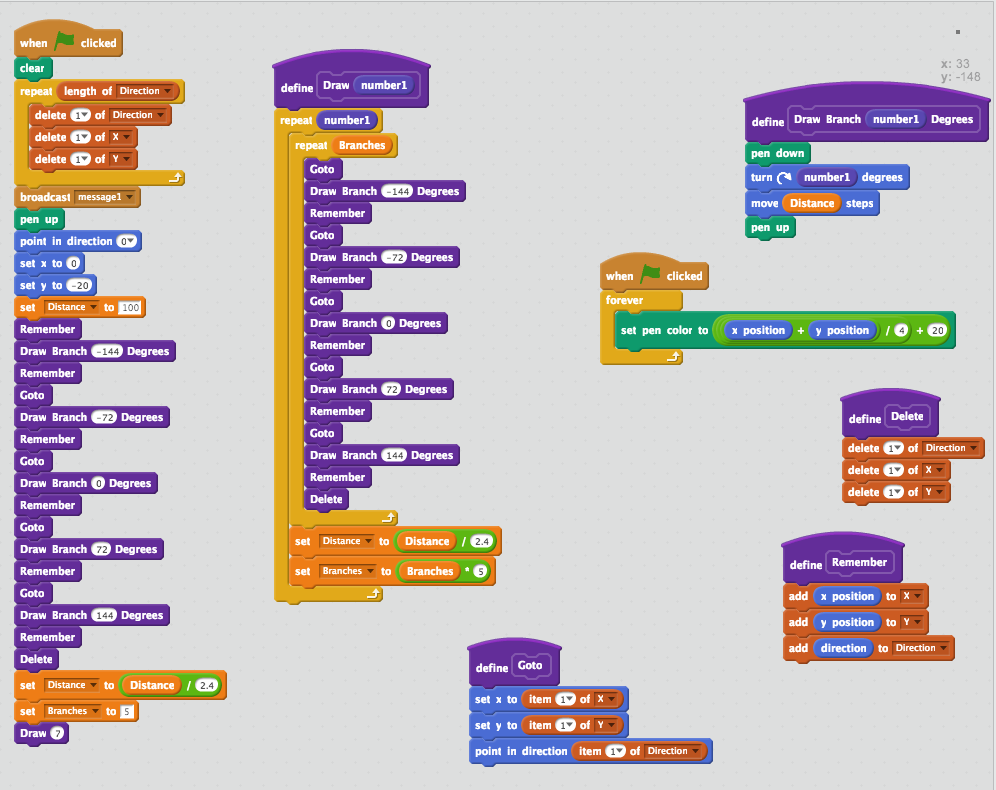 when clicked
clear
repeat length of Direction
delete 1 of Direction
delete 1 of X
delete 1 of Y
broadcast message1
pen up
point in direction 0
set x to 0
set y to -20
set Distance to 100
Remember
Draw Branch -144 Degrees
Remember
Goto
Draw Branch -72 Degrees
Remember
Goto
Draw Branch 0 Degrees
Remember
Goto
Draw Branch 72 Degrees
Remember
Goto
Draw Branch 144 Degrees
Remember
Delete
set Distance to Distance / 2.4
set Branches to 5
Draw 7
define Draw number1
repeat number1
repeat Branches
Goto
Draw Branch -144 Degrees
Remember
Goto
Draw Branch -72 Degrees
Remember
Goto
Draw Branch 0 Degrees
Remember
Goto
Draw Branch 72 Degrees
Remember
Goto
Draw Branch 144 Degrees
Remember
Delete
set Distance to Distance / 2.4
set Branches to Branches * 5
x: 33
y: -148
define Draw Branch number1 Degrees
pen down
turn number1 degrees
move Distance steps
pen up
when clicked
forever
set pen color to x position + y position / 4 + 20
define Delete
delete 1 of Direction
delete 1 of X
delete 1 of Y
define Remember
add x position to X
add y position to Y
add direction to Direction
define Goto
set x to item 1 of X
set y to item 1 of Y
point in direction item 1 of Direction